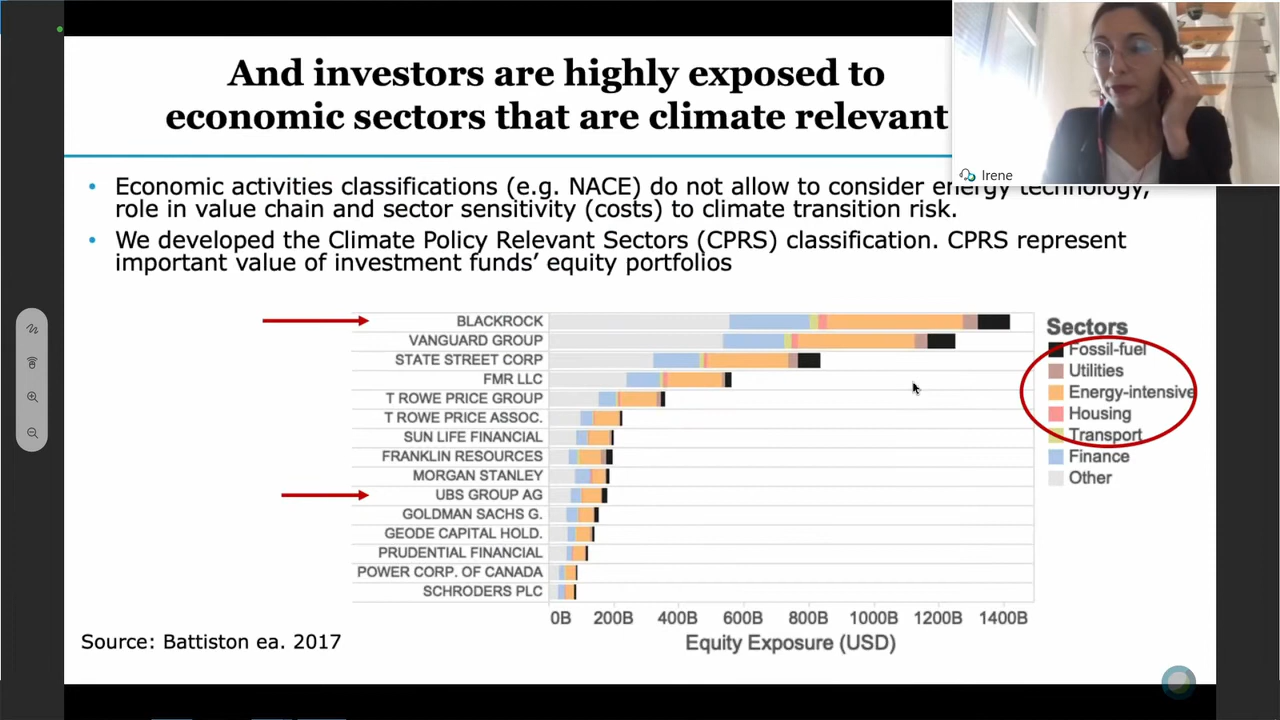 And investors are highly exposed to
economic sectors that are climate relevant
Irene
• Economic activities classifications (e.g. NACE) do not allow to consider energy technology,
role in value chain and sector sensitivity (costs) to climate transition risk.
• We developed the Climate Policy Relevant Sectors (CPRS) classification. CPRS represent
important value of investment funds’ equity portfolios
BLACKROCK
VANGUARD GROUP
STATE STREET CORP
FMR LLC
T ROWE PRICE GROUP
T ROWE PRICE ASSOC.
SUN LIFE FINANCIAL
FRANKLIN RESOURCES
MORGAN STANLEY
UBS GROUP AG
GOLDMAN SACHS G.
GEODE CAPITAL HOLD.
PRUDENTIAL FINANCIAL
POWER CORP. OF CANADA
SCHRODERS PLC
0B 200B 400B 600B 800B 1000B 1200B 1400B
Equity Exposure (USD)
Sectors
Fossil-fuel
Utilities
Energy-intensive
Housing
Transport
Finance
Other
Source: Battiston ea. 2017